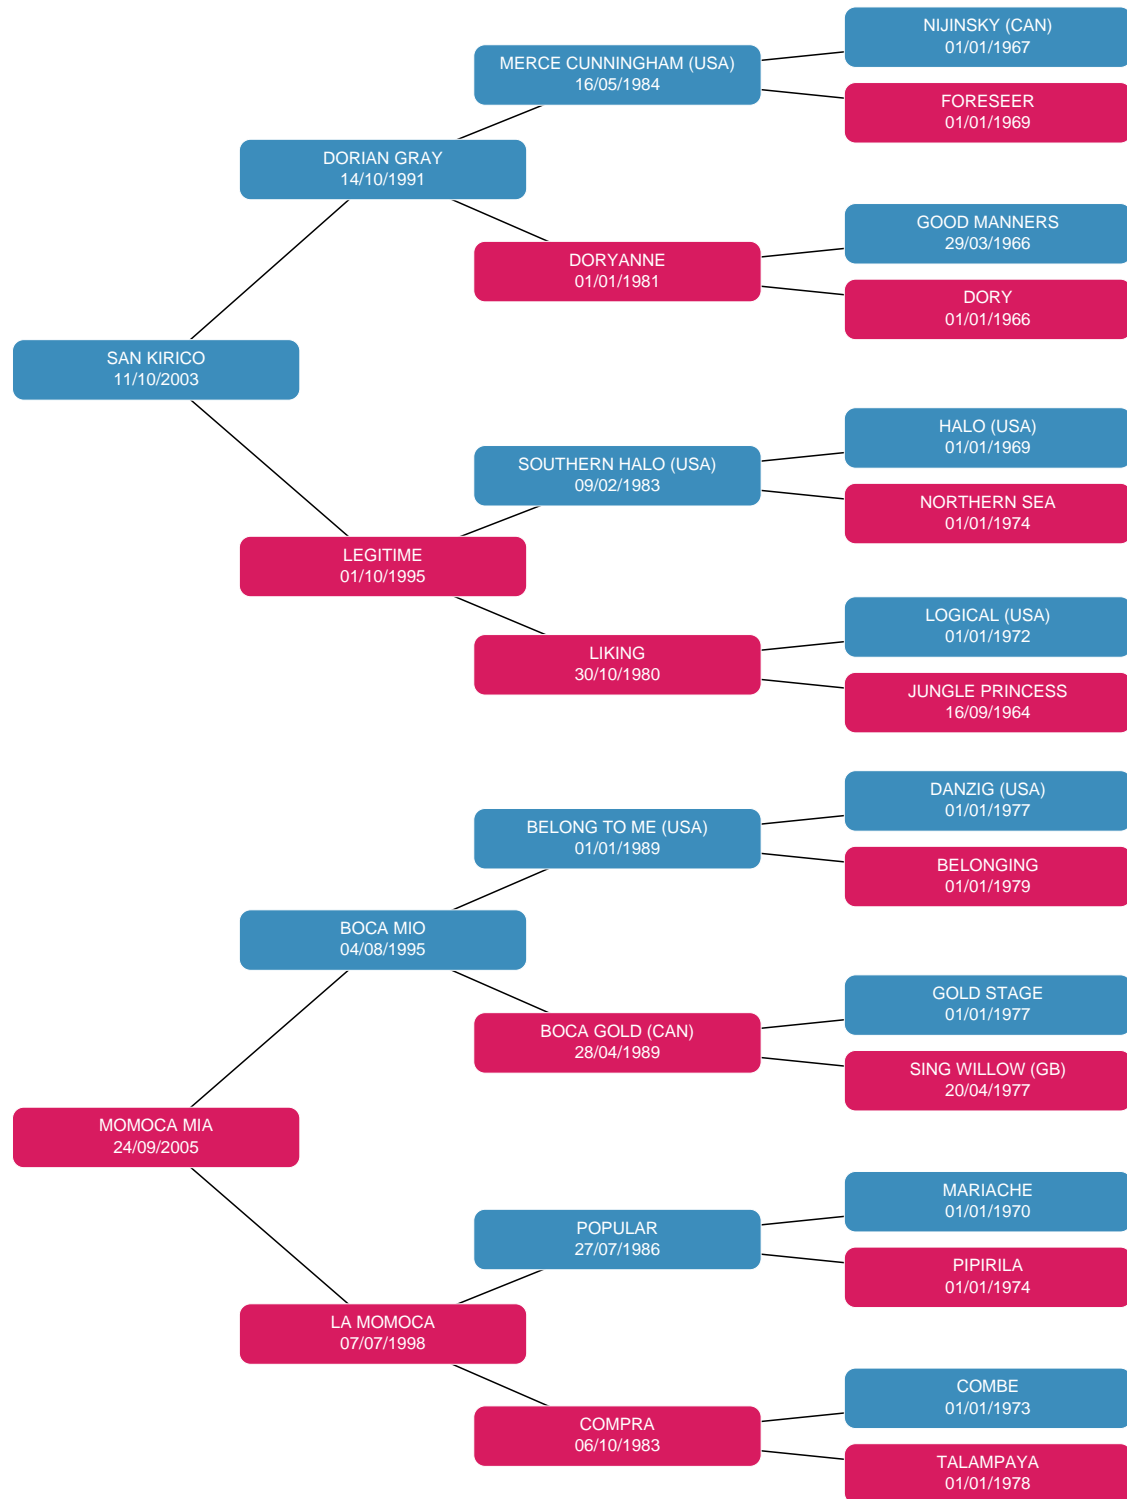 NIJINSKY (CAN)
01/01/1967
MERCE CUNNINGHAM (USA)
16/05/1984
FORESEER
01/01/1969
DORIAN GRAY
14/10/1991
GOOD MANNERS
29/03/1966
DORYANNE
01/01/1981
DORY
01/01/1966
SAN KIRICO
11/10/2003
HALO (USA)
01/01/1969
SOUTHERN HALO (USA)
09/02/1983
NORTHERN SEA
01/01/1974
LEGITIME
01/10/1995
LOGICAL (USA)
01/01/1972
LIKING
30/10/1980
JUNGLE PRINCESS
16/09/1964
DANZIG (USA)
01/01/1977
BELONG TO ME (USA)
01/01/1989
BELONGING
01/01/1979
BOCA MIO
04/08/1995
GOLD STAGE
01/01/1977
BOCA GOLD (CAN)
28/04/1989
SING WILLOW (GB)
20/04/1977
MOMOCA MIA
24/09/2005
MARIACHE
01/01/1970
POPULAR
27/07/1986
PIPIRILA
01/01/1974
LA MOMOCA
07/07/1998
COMBE
01/01/1973
COMPRA
06/10/1983
TALAMPAYA
01/01/1978